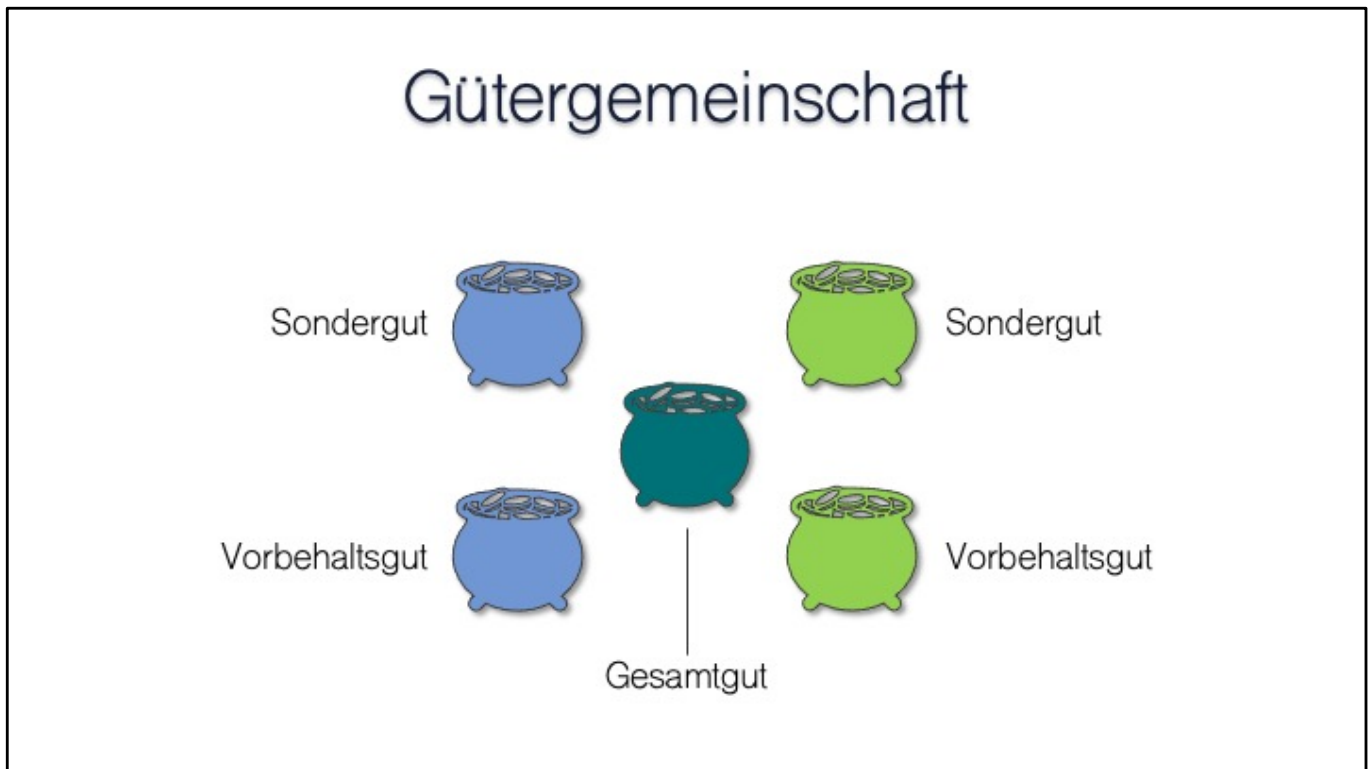 Gütergemeinschaft
Sondergut
Sondergut
Vorbehaltsgut
Vorbehaltsgut
Gesamtgut